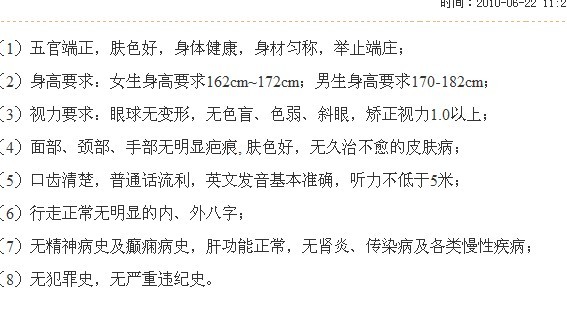 时间：2010-06-22 11:2
（1）五官端正，肤色好，身体健康，身材匀称，举止端庄；
（2）身高要求：女生身高要求162cm~172cm；男生身高要求170-182cm；
（3）视力要求：眼球无变形，无色盲、色弱、斜眼，矫正视力1.0以上；
（4）面部、颈部、手部无明显疤痕,肤色好，无久治不愈的皮肤病；
（5）口齿清楚，普通话流利，英文发音基本准确，听力不低于5米；
（6）行走正常无明显的内、外八字；
（7）无精神病史及癫痫病史，肝功能正常，无肾炎、传染病及各类慢性疾病；
（8）无犯罪史，无严重违纪史。